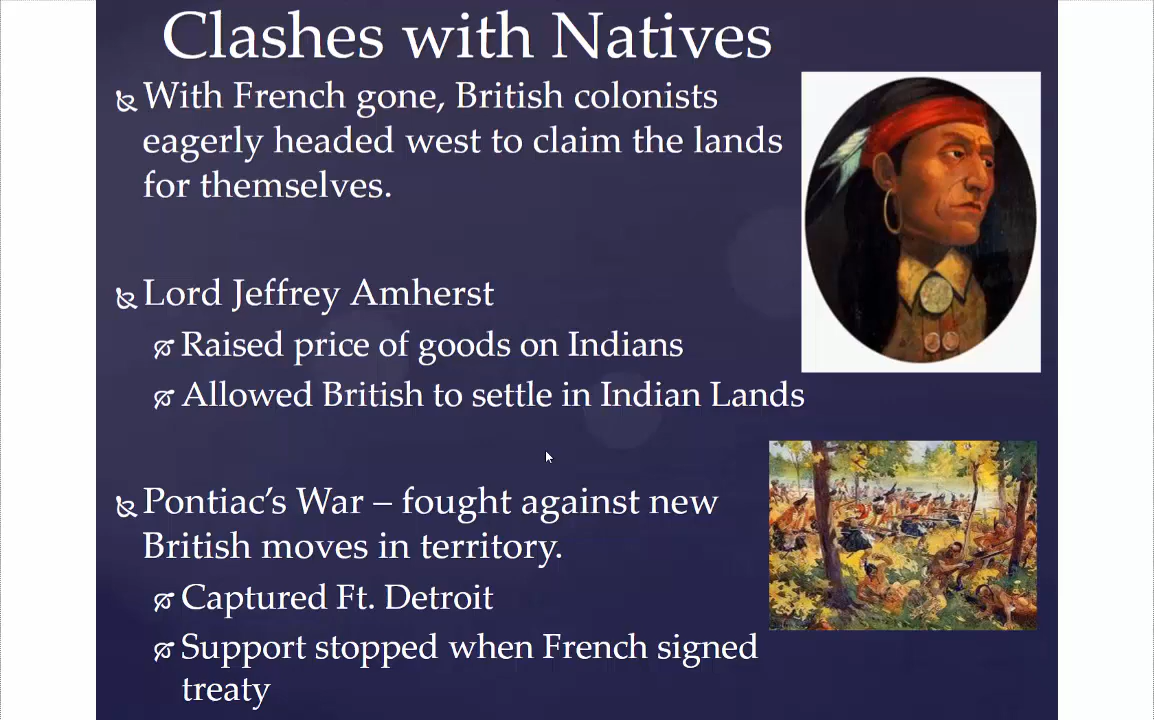 Clashes with Natives
With French gone, British colonists
eagerly headed west to claim the lands
for themselves.
Lord Jeffrey Amherst
Raised price of goods on Indians
Allowed British to settle in Indian Lands
Pontiac’s War – fought against new
British moves in territory.
Captured Ft. Detroit
Support stopped when French signed
treaty